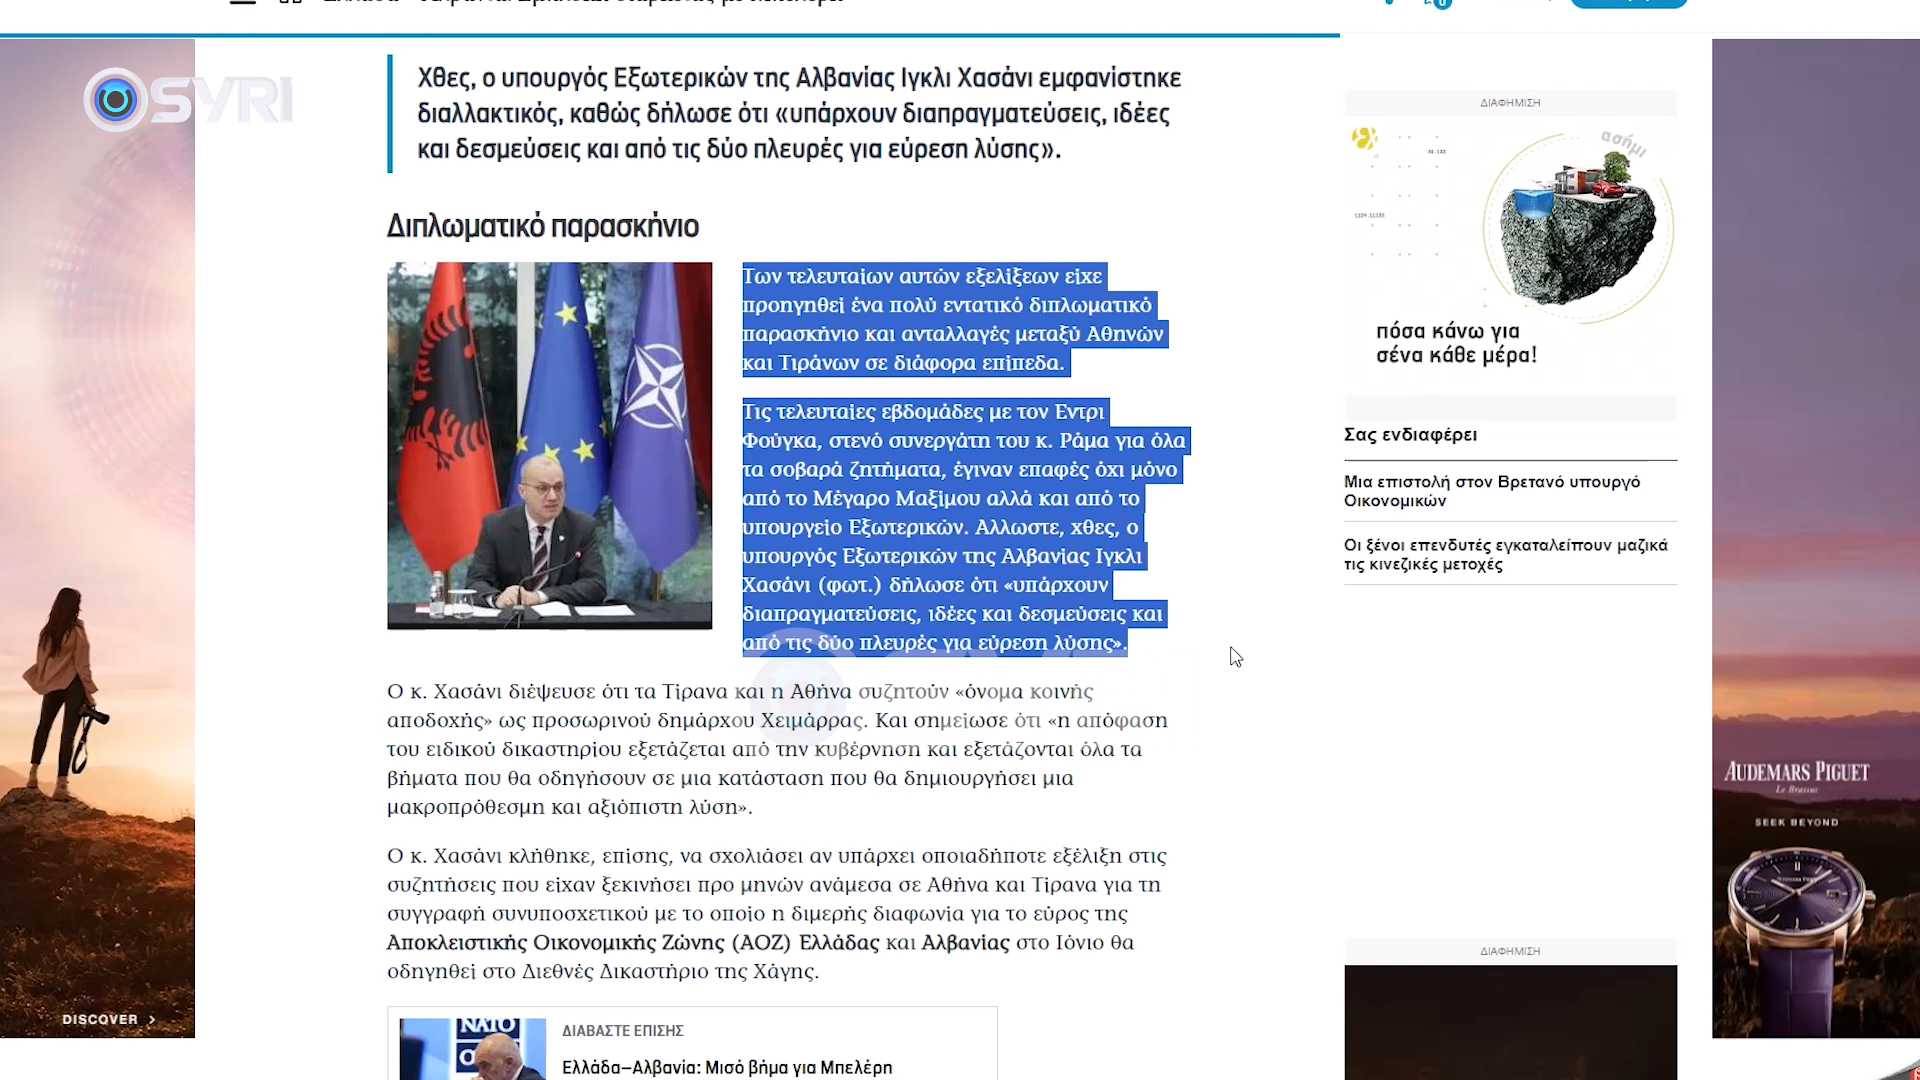 SYRI
Χθες, ο υπουργός Εξωτερικών της Αλβανίας Ιγκλι Χασάνι εμφανίστηκε
διαλλακτικός, καθώς δήλωσε ότι «υπάρχουν διαπραγματεύσεις, ιδέες
και δεσμεύσεις και από τις δύο πλευρές για εύρεση λύσης».
Διπλωματικό παρασκήνιο
Των τελευταίων αυτών εξελίξεων είχε
προηγηθεί ένα πολύ εντατικό διπλωματικό
παρασκήνιο και ανταλλαγές μεταξύ Αθηνών
και Τιράνων σε διάφορα επίπεδα.
Τις τελευταίες εβδομάδες με τον Εντρι
Φούγκα, στενό συνεργάτη του κ. Ράμα για όλα
τα σοβαρά ζητήματα, έγιναν επαφές όχι μόνο
από το Μέγαρο Μαξίμου αλλά και από το
υπουργείο Εξωτερικών. Αλλωστε, χθες, ο
υπουργός Εξωτερικών της Αλβανίας Ιγκλι
Χασάνι (φωτ.) δήλωσε ότι «υπάρχουν
διαπραγματεύσεις, ιδέες και δεσμεύσεις και
από τις δύο πλευρές για εύρεση λύσης».
Ο κ. Χασάνι διέψευσε ότι τα Τίρανα και η Αθήνα συζητούν «όνομα κοινής
αποδοχής» ως προσωρινού δημάρχου Χειμάρρας. Και σημείωσε ότι «η απόφαση
του ειδικού δικαστηρίου εξετάζεται από την κυβέρνηση και εξετάζονται όλα τα
βήματα που θα οδηγήσουν σε μια κατάσταση που θα δημιουργήσει μια
μακροπρόθεσμη και αξιόπιστη λύση».
Ο κ. Χασάνι κλήθηκε, επίσης, να σχολιάσει αν υπάρχει οποιαδήποτε εξέλιξη στις
συζητήσεις που είχαν ξεκινήσει προ μηνών ανάμεσα σε Αθήνα και Τίρανα για τη
συγγραφή συνυποσχετικού με το οποίο η διμερής διαφωνία για το εύρος της
Αποκλειστικής Οικονομικής Ζώνης (ΑΟΖ) Ελλάδας και Αλβανίας στο Ιόνιο θα
οδηγηθεί στο Διεθνές Δικαστήριο της Χάγης.
NATO
ΔΙΑΒΑΣΤΕ ΕΠΙΣΗΣ
Ελλάδα–Αλβανία: Μισό βήμα για Μπελέρη
DISCOVER >
ΔΙΑΦΗΜΙΣΗ
ασήμι
πόσα κάνω για
σένα κάθε μέρα!
Σας ενδιαφέρει
Μια επιστολή στον Βρετανό υπουργό
Οικονομικών
Οι ξένοι επενδυτές εγκαταλείπουν μαζικά
τις κινεζικές μετοχές
ΔΙΑΦΗΜΙΣΗ
AUDEMARS PIGUET
Le Brassus
SEEK BEYOND